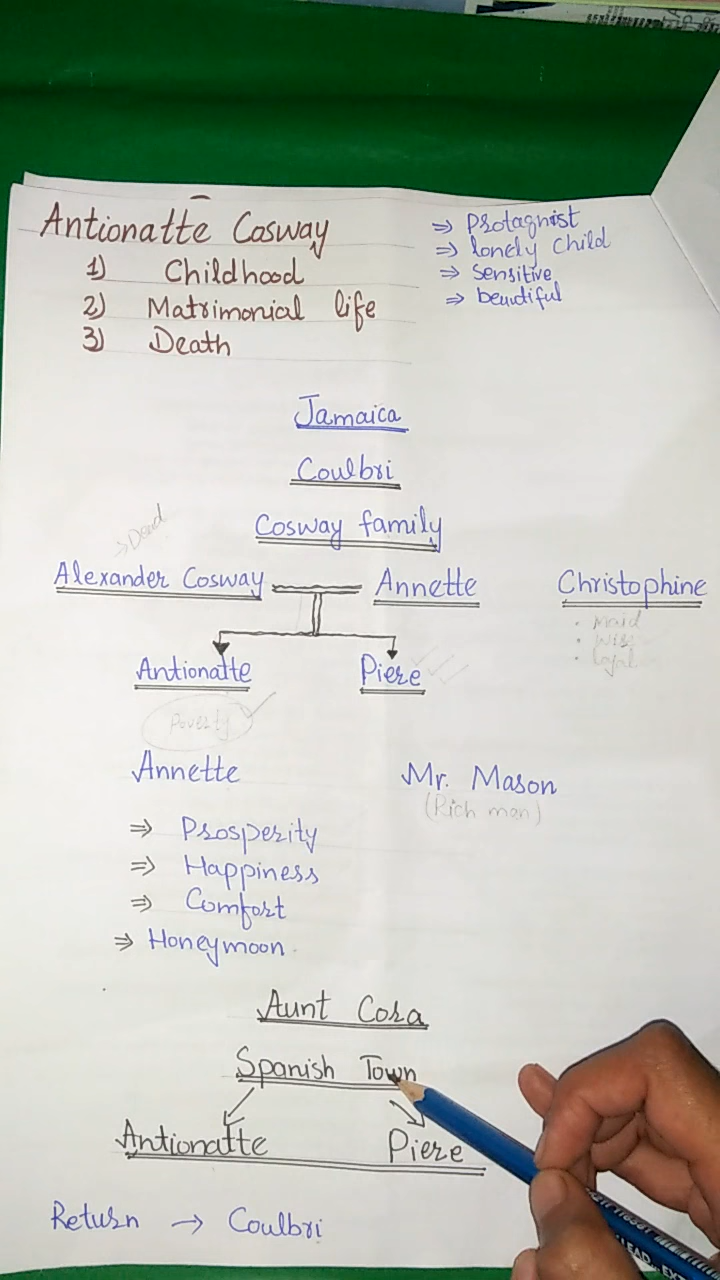 Antionatte Cosway
1) Childhood
2) Matrimonial life
3) Death
⇒ Protagnist
⇒ lonely child
⇒ Sensitive
⇒ beautiful
Jamaica
Coulbri
Cosway family
⇒ Dead
Alexander Cosway Annette Christophine
• Maid
• wise
• loyal
Antionatte Piere
Poverty
Annette Mr. Mason
(Rich man)
⇒ Prosperity
⇒ Happiness
⇒ Comfort
⇒ Honeymoon
Aunt Cora
Spanish Town
Antionatte Piere
Return → Coulbri
LEAD